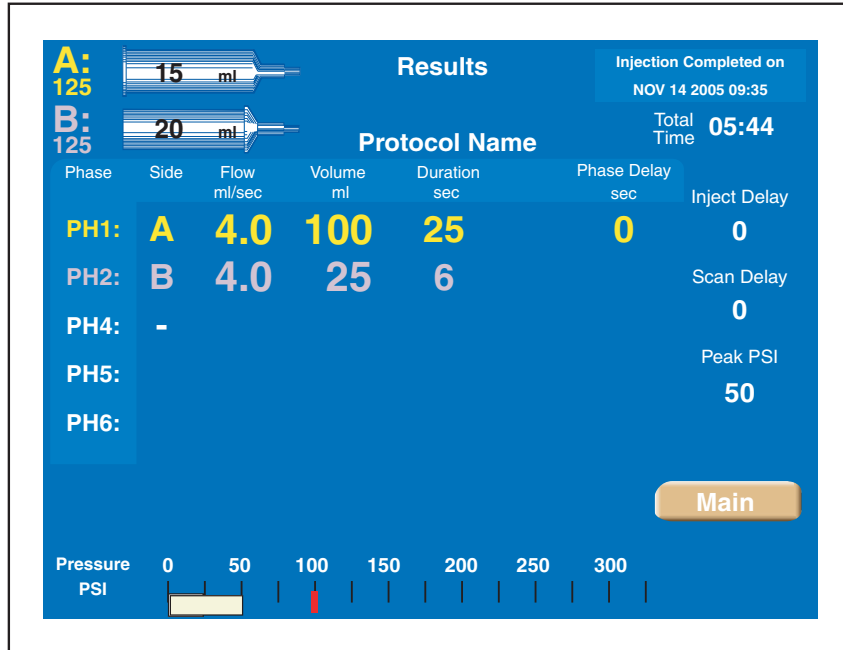 A: 125 15 ml Results Injection Completed on
NOV 14 2005 09:35
B: 125 20 ml Protocol Name Total Time 05:44
Phase Side Flow ml/sec Volume ml Duration sec Phase Delay sec
Inject Delay
PH1: A 4.0 100 25 0 0
PH2: B 4.0 25 6 Scan Delay
0
PH4: -
Peak PSI
PH5:
50
PH6:
Main
Pressure PSI 0 50 100 150 200 250 300